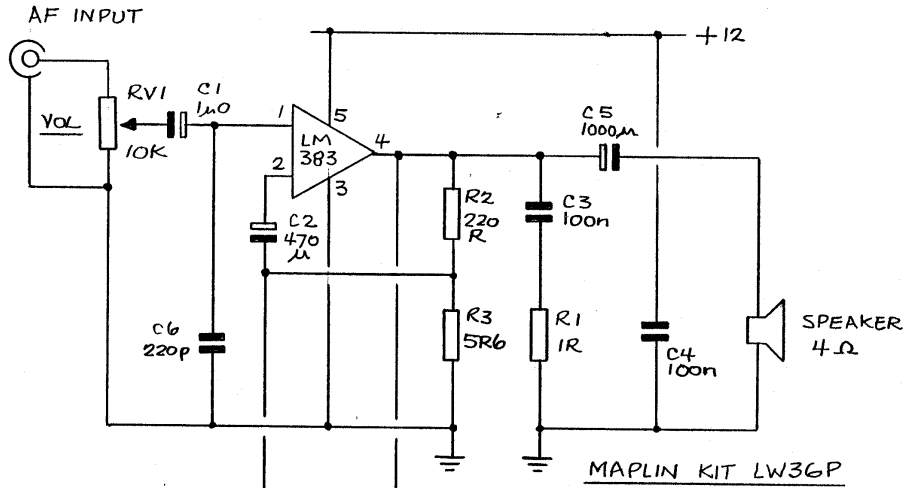 AF INPUT
+12
RV1
VOL
10K
C1
1µ0
1
2
LM
383
5
4
3
C2
470
µ
C6
220p
R2
220
R
R3
5R6
C3
100n
R1
1R
C5
1000µ
C4
100n
SPEAKER
4Ω
MAPLIN KIT LW36P